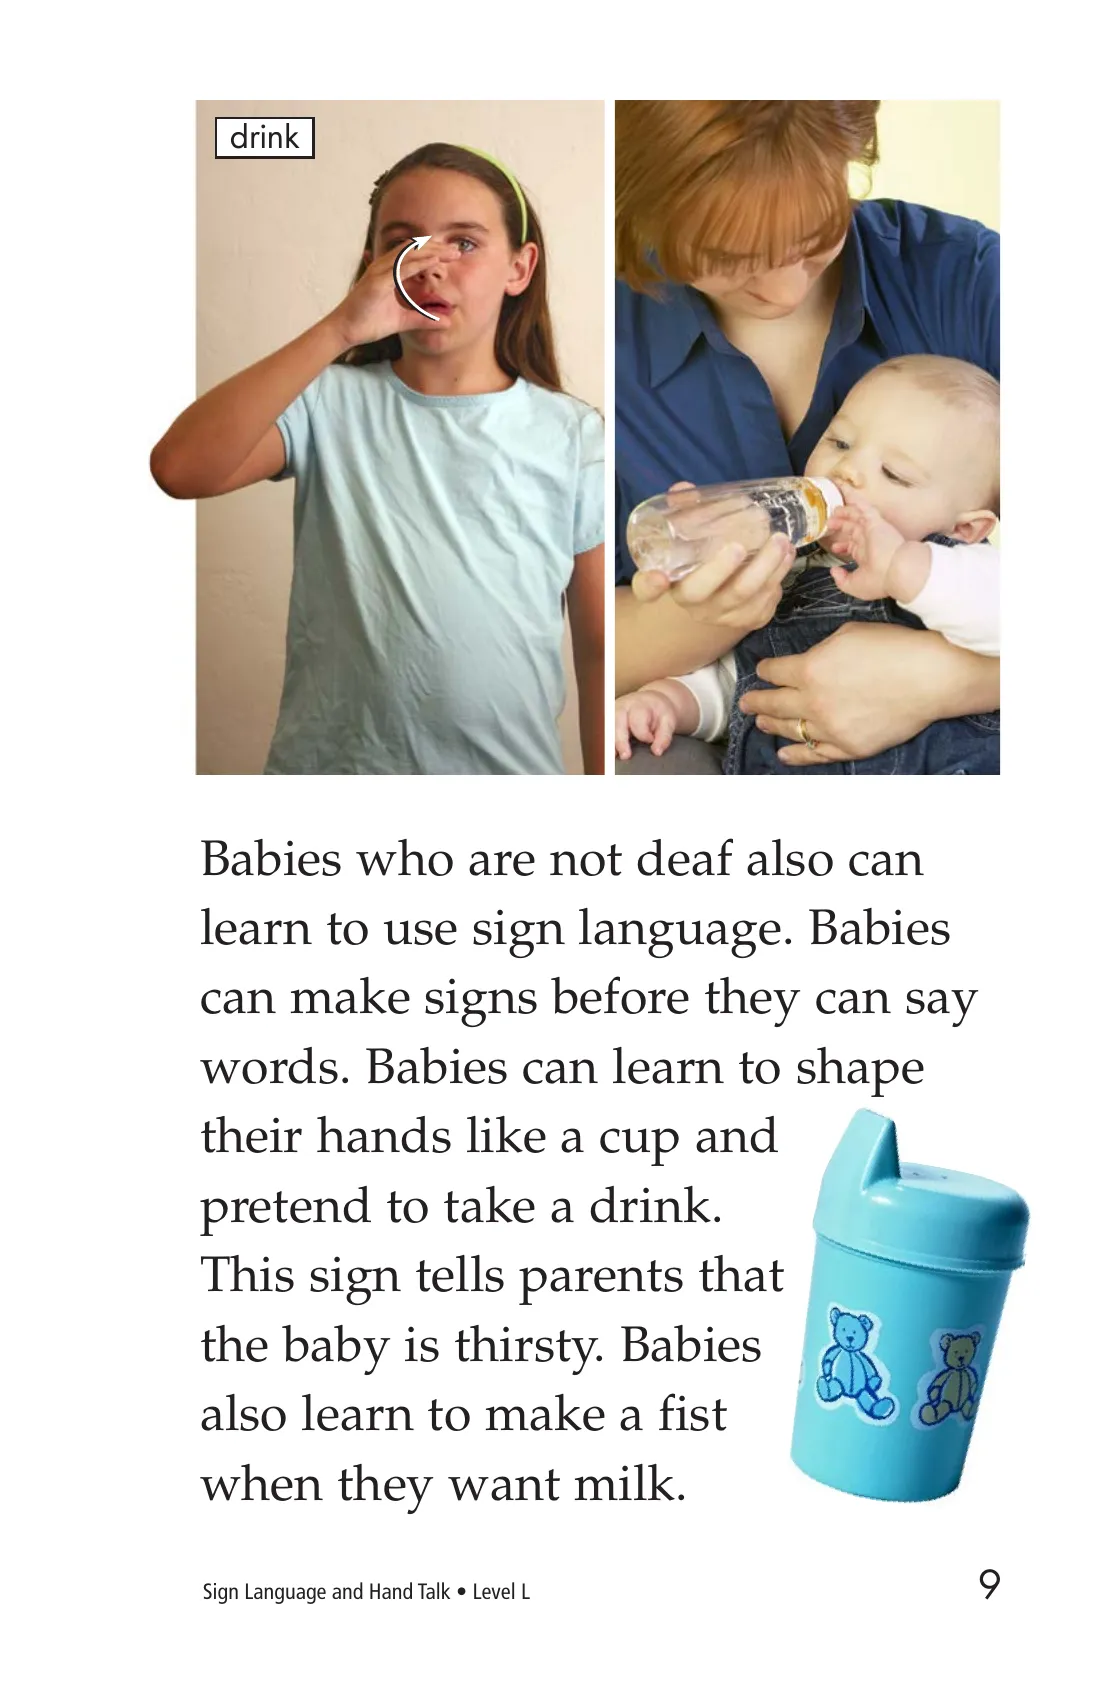 drink
Babies who are not deaf also can
learn to use sign language. Babies
can make signs before they can say
words. Babies can learn to shape
their hands like a cup and
pretend to take a drink.
This sign tells parents that
the baby is thirsty. Babies
also learn to make a fist
when they want milk.
Sign Language and Hand Talk • Level L
9